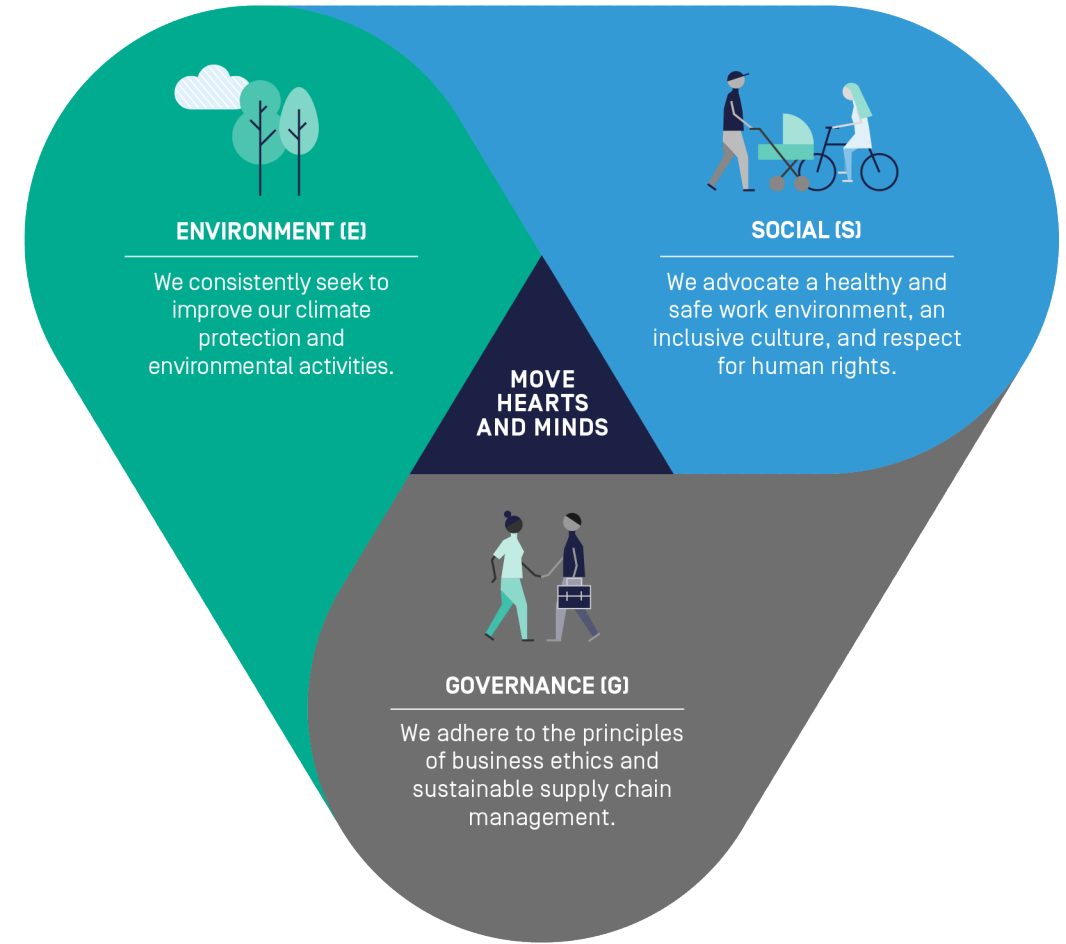 ENVIRONMENT (E)
We consistently seek to
improve our climate
protection and
environmental activities.
SOCIAL (S)
We advocate a healthy and
safe work environment, an
inclusive culture, and respect
for human rights.
MOVE
HEARTS
AND MINDS
GOVERNANCE (G)
We adhere to the principles
of business ethics and
sustainable supply chain
management.